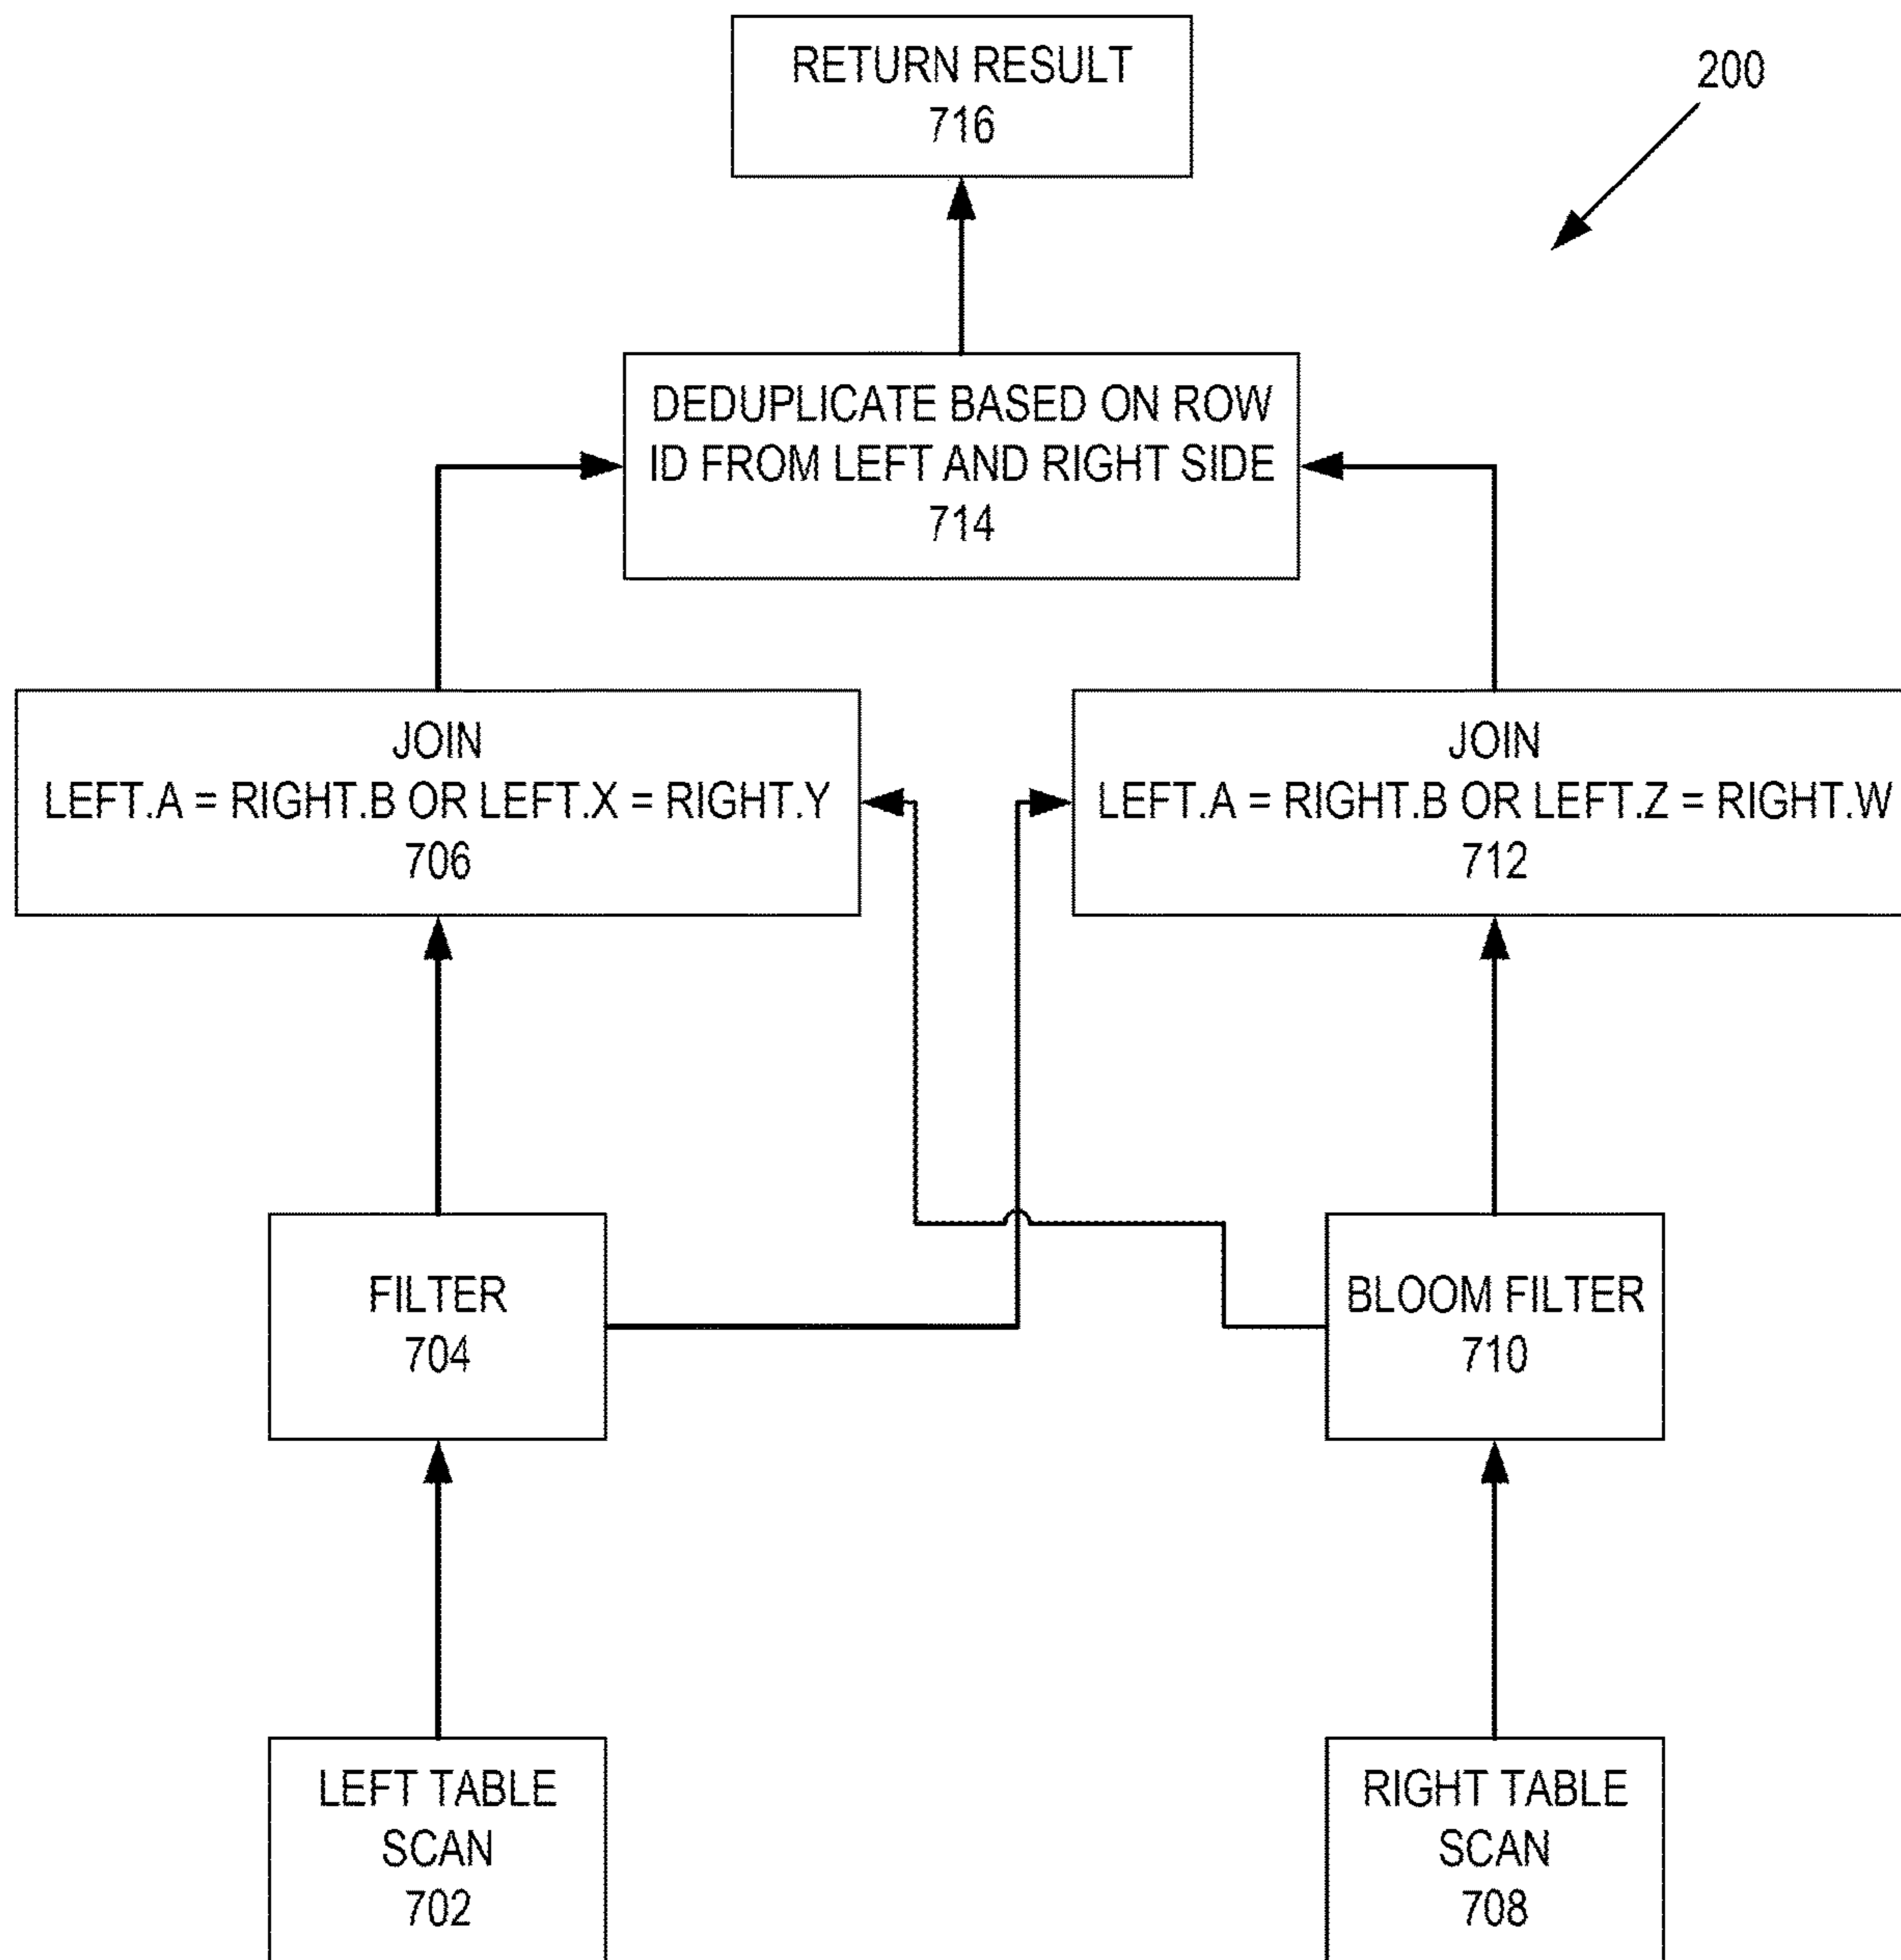 RETURN RESULT
716
200
DEDUPLICATE BASED ON ROW
ID FROM LEFT AND RIGHT SIDE
714
JOIN
LEFT.A = RIGHT.B OR LEFT.X = RIGHT.Y
706
JOIN
LEFT.A = RIGHT.B OR LEFT.Z = RIGHT.W
712
FILTER
704
BLOOM FILTER
710
LEFT TABLE
SCAN
702
RIGHT TABLE
SCAN
708